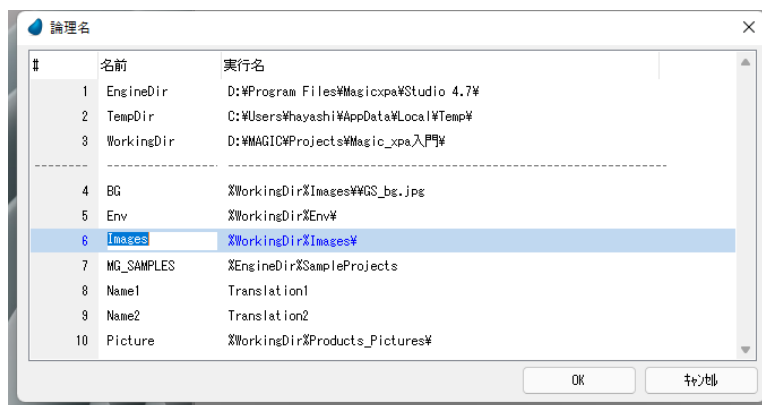 論理名
# 名前 実行名
1 EngineDir D:¥Program Files¥Magicxpa¥Studio 4.7¥
2 TempDir C:¥Users¥hayashi¥AppData¥Local¥Temp¥
3 WorkingDir D:¥MAGIC¥Projects¥Magic_xpa入門¥
4 BG %WorkingDir%Images¥¥GS_bg.jpg
5 Env %WorkingDir%Env¥
6 Images %WorkingDir%Images¥
7 MG_SAMPLES %EngineDir%SampleProjects
8 Name1 Translation1
9 Name2 Translation2
10 Picture %WorkingDir%Products_Pictures¥
OK キャンセル